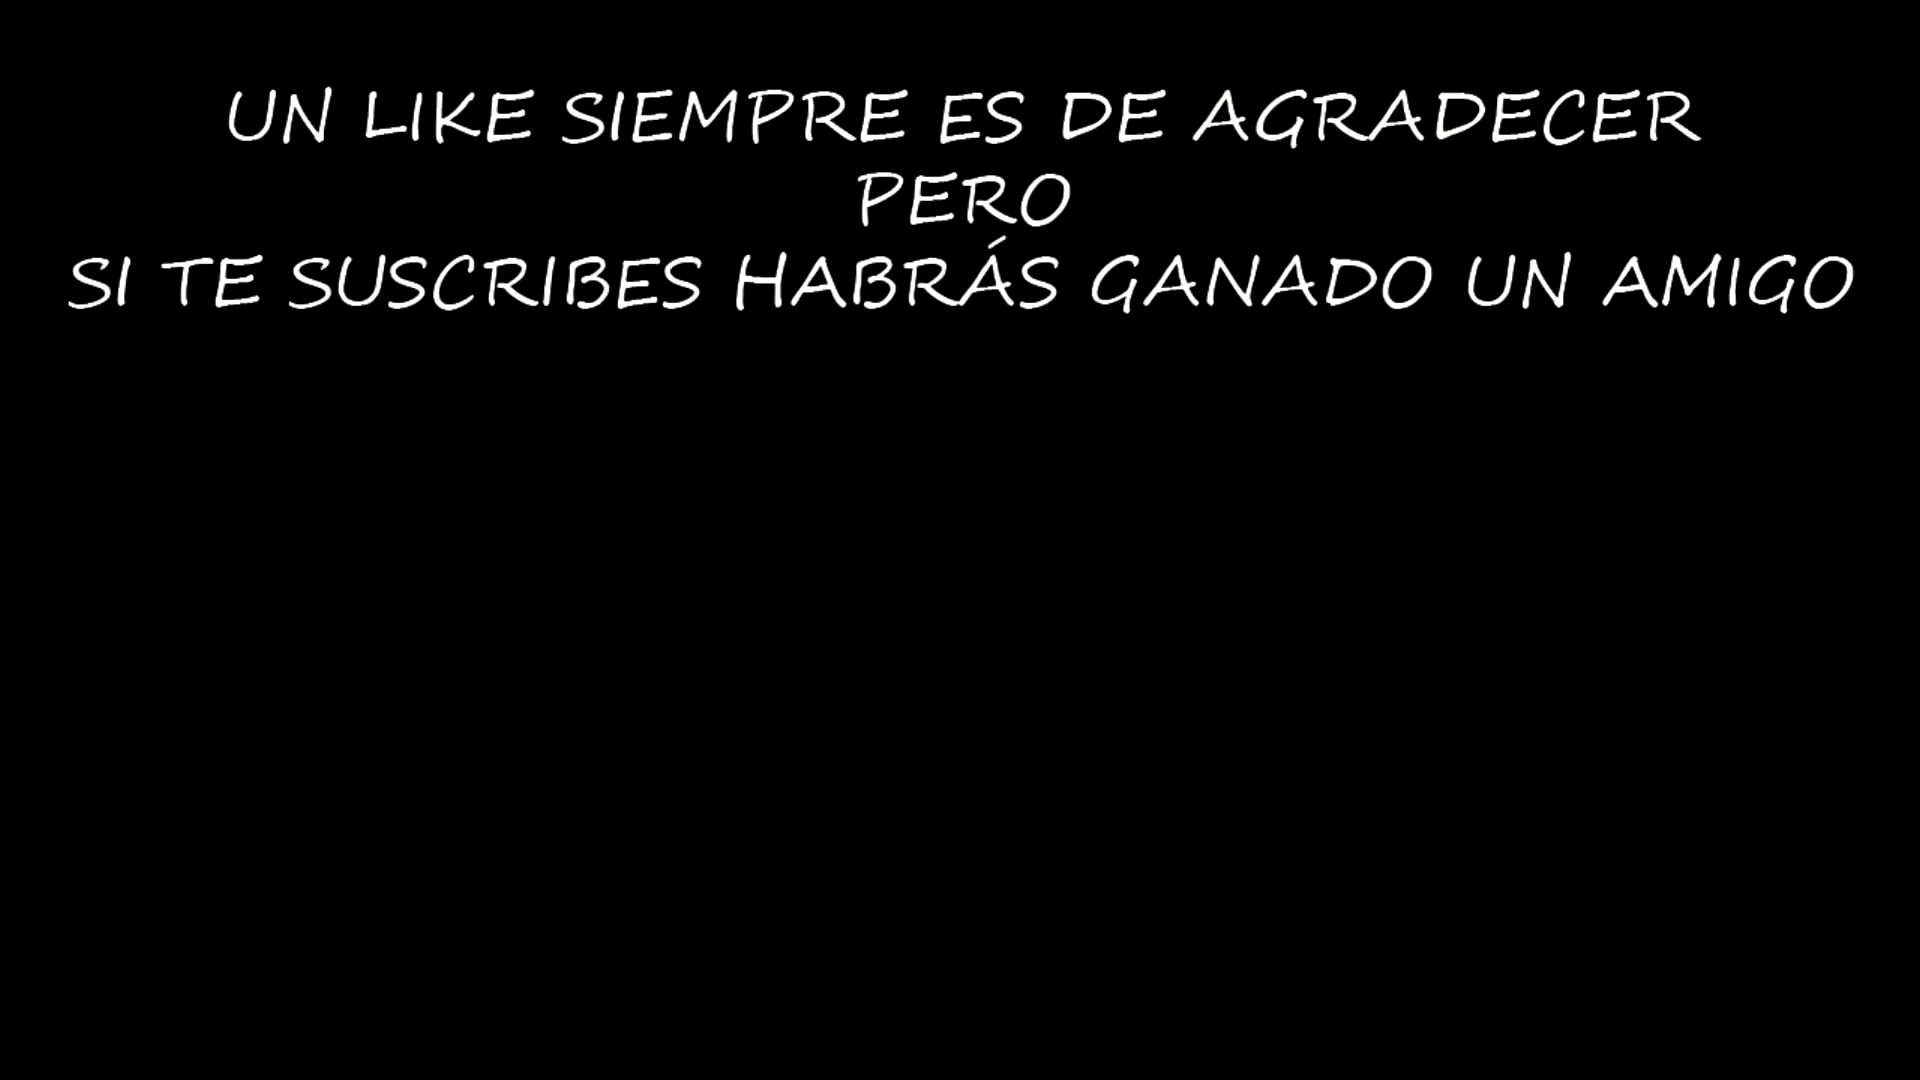 UN LIKE SIEMPRE ES DE AGRADECER
PERO
SI TE SUSCRIBES HABRÁS GANADO UN AMIGO